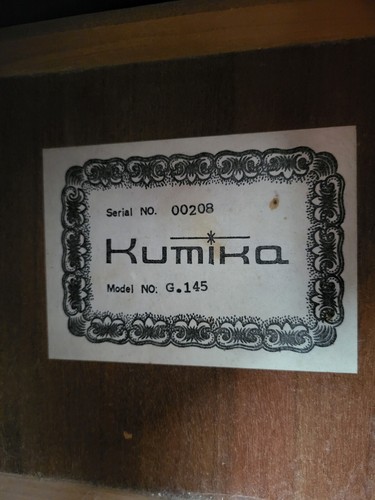 Serial NO. 00208
Kumika
Model NO. G.145